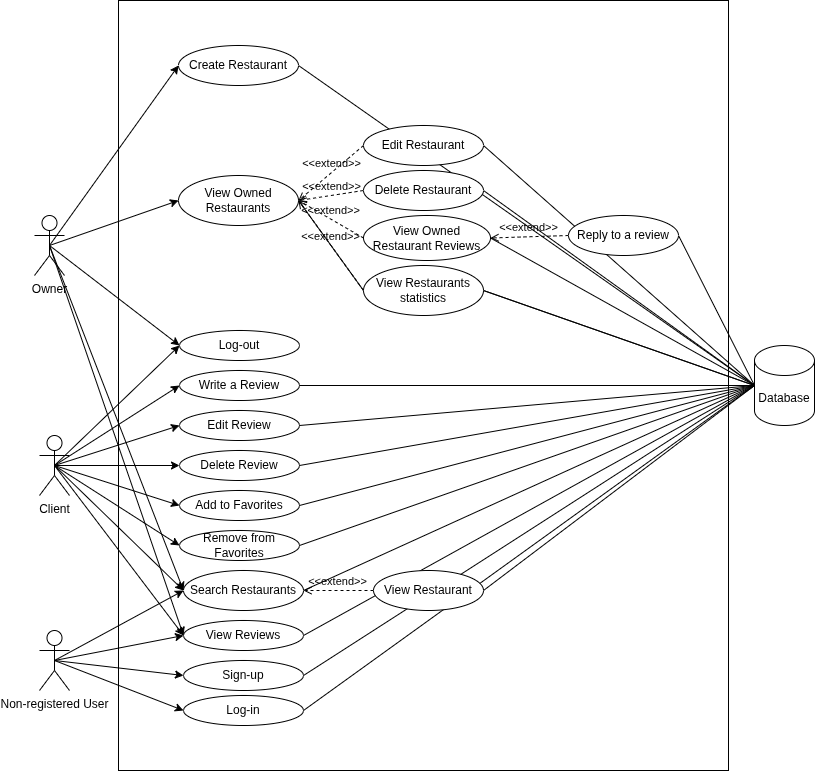 Create Restaurant
Edit Restaurant
<<extend>>
<<extend>>
Delete Restaurant
View Owned
Restaurants
<<extend>>
View Owned
Restaurant Reviews
<<extend>>
Reply to a review
<<extend>>
View Restaurants
statistics
Owner
Log-out
Write a Review
Database
Edit Review
Delete Review
Client
Add to Favorites
Remove from
Favorites
Search Restaurants
<<extend>>
View Restaurant
View Reviews
Sign-up
Non-registered User
Log-in